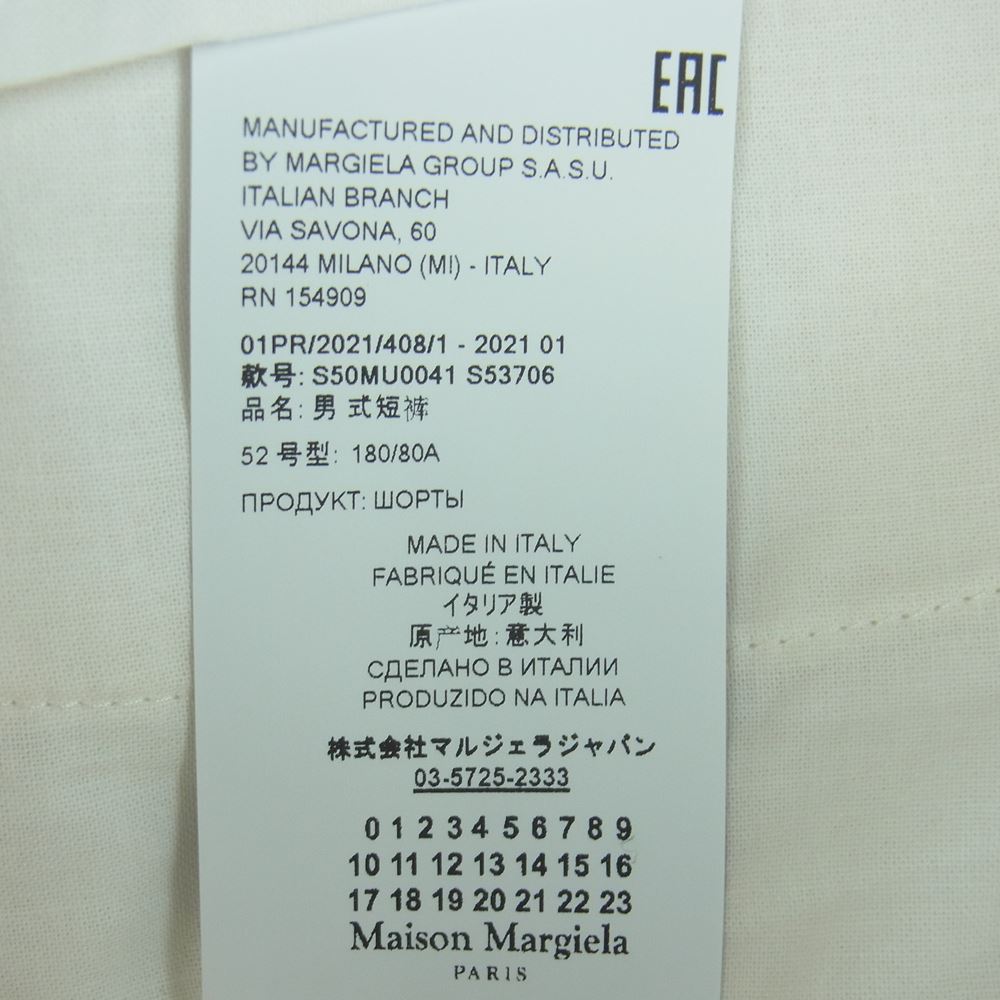 EAC
MANUFACTURED AND DISTRIBUTED
BY MARGIELA GROUP S.A.S.U.
ITALIAN BRANCH
VIA SAVONA, 60
20144 MILANO (MI) - ITALY
RN 154909
01PR/2021/408/1 - 2021 01
款号: S50MU0041 S53706
品名: 男式短裤
52 号型: 180/80A
ПРОДУКТ: ШОРТЫ
MADE IN ITALY
FABRIQUÉ EN ITALIE
イタリア製
原产地: 意大利
СДЕЛАНО В ИТАЛИИ
PRODUZIDO NA ITALIA
株式会社マルジェラジャパン
03-5725-2333
0 1 2 3 4 5 6 7 8 9
10 11 12 13 14 15 16
17 18 19 20 21 22 23
Maison Margiela
PARIS